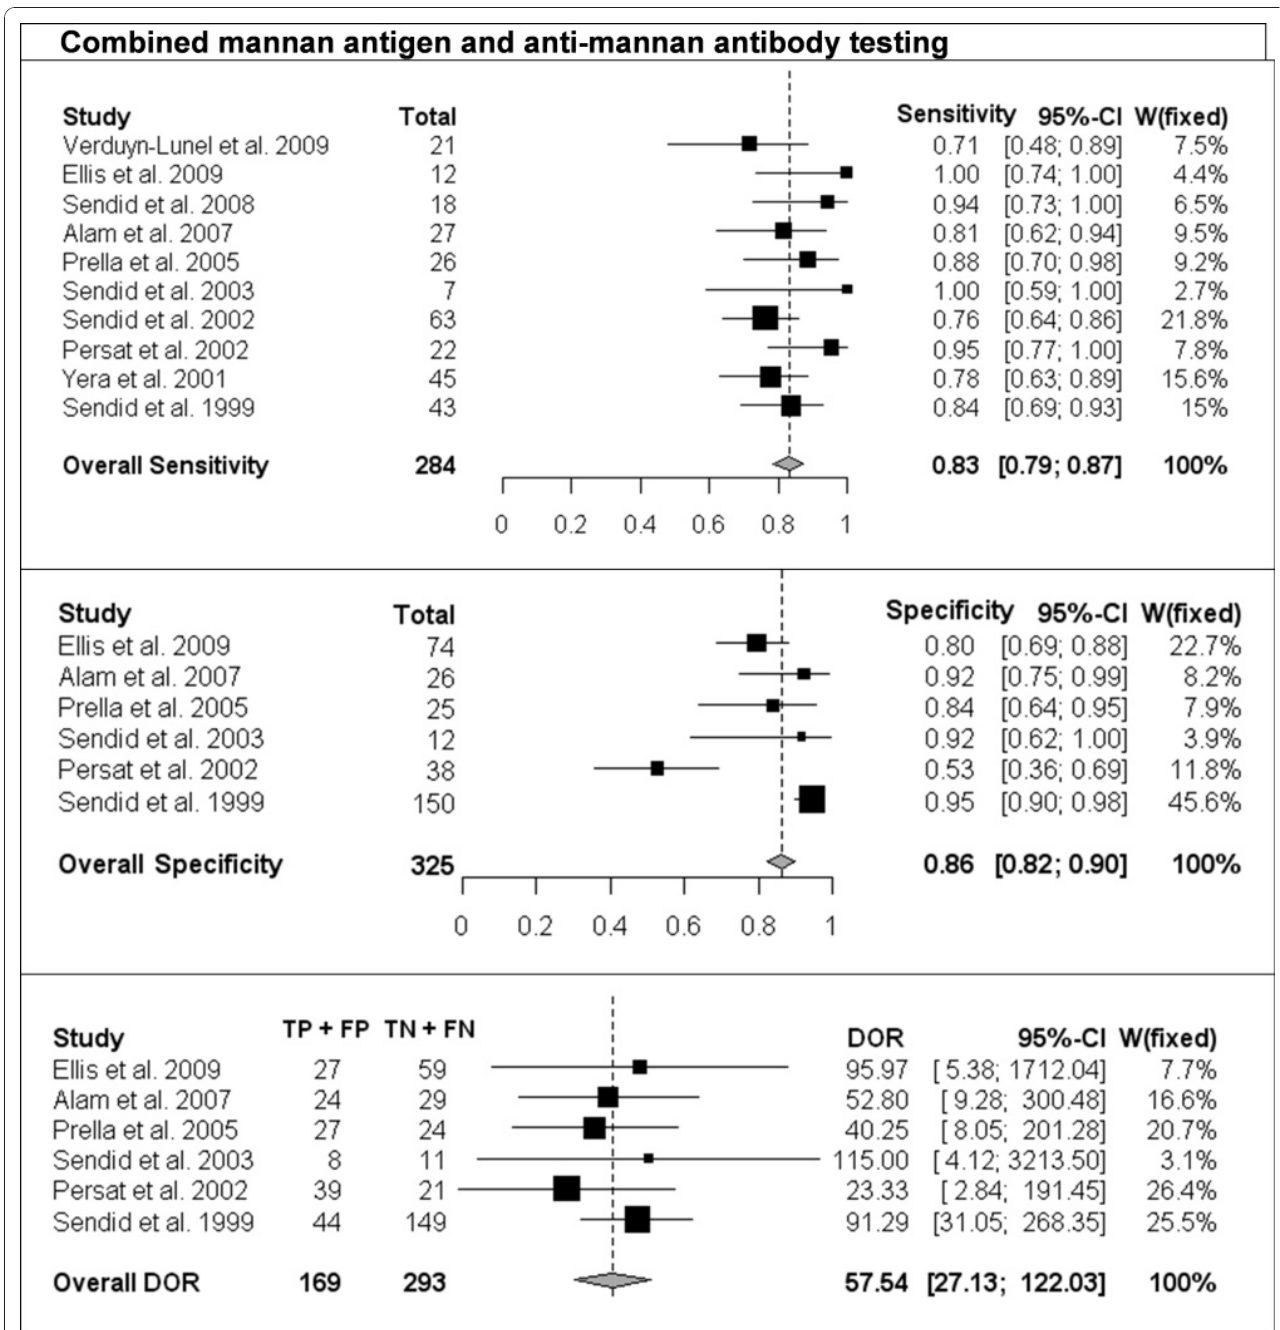 Combined mannan antigen and anti-mannan antibody testing
Study Total Sensitivity 95%-CI W(fixed)
Verduyn-Lunel et al. 2009 21 0.71 [0.48; 0.89] 7.5%
Ellis et al. 2009 12 1.00 [0.74; 1.00] 4.4%
Sendid et al. 2008 18 0.94 [0.73; 1.00] 6.5%
Alam et al. 2007 27 0.81 [0.62; 0.94] 9.5%
Prella et al. 2005 26 0.88 [0.70; 0.98] 9.2%
Sendid et al. 2003 7 1.00 [0.59; 1.00] 2.7%
Sendid et al. 2002 63 0.76 [0.64; 0.86] 21.8%
Persat et al. 2002 22 0.95 [0.77; 1.00] 7.8%
Yera et al. 2001 45 0.78 [0.63; 0.89] 15.6%
Sendid et al. 1999 43 0.84 [0.69; 0.93] 15%
Overall Sensitivity 284 0.83 [0.79; 0.87] 100%
0 0.2 0.4 0.6 0.8 1
Study Total Specificity 95%-CI W(fixed)
Ellis et al. 2009 74 0.80 [0.69; 0.88] 22.7%
Alam et al. 2007 26 0.92 [0.75; 0.99] 8.2%
Prella et al. 2005 25 0.84 [0.64; 0.95] 7.9%
Sendid et al. 2003 12 0.92 [0.62; 1.00] 3.9%
Persat et al. 2002 38 0.53 [0.36; 0.69] 11.8%
Sendid et al. 1999 150 0.95 [0.90; 0.98] 45.6%
Overall Specificity 325 0.86 [0.82; 0.90] 100%
0 0.2 0.4 0.6 0.8 1
Study TP + FP TN + FN DOR 95%-CI W(fixed)
Ellis et al. 2009 27 59 95.97 [ 5.38; 1712.04] 7.7%
Alam et al. 2007 24 29 52.80 [ 9.28; 300.48] 16.6%
Prella et al. 2005 27 24 40.25 [ 8.05; 201.28] 20.7%
Sendid et al. 2003 8 11 115.00 [ 4.12; 3213.50] 3.1%
Persat et al. 2002 39 21 23.33 [ 2.84; 191.45] 26.4%
Sendid et al. 1999 44 149 91.29 [31.05; 268.35] 25.5%
Overall DOR 169 293 57.54 [27.13; 122.03] 100%